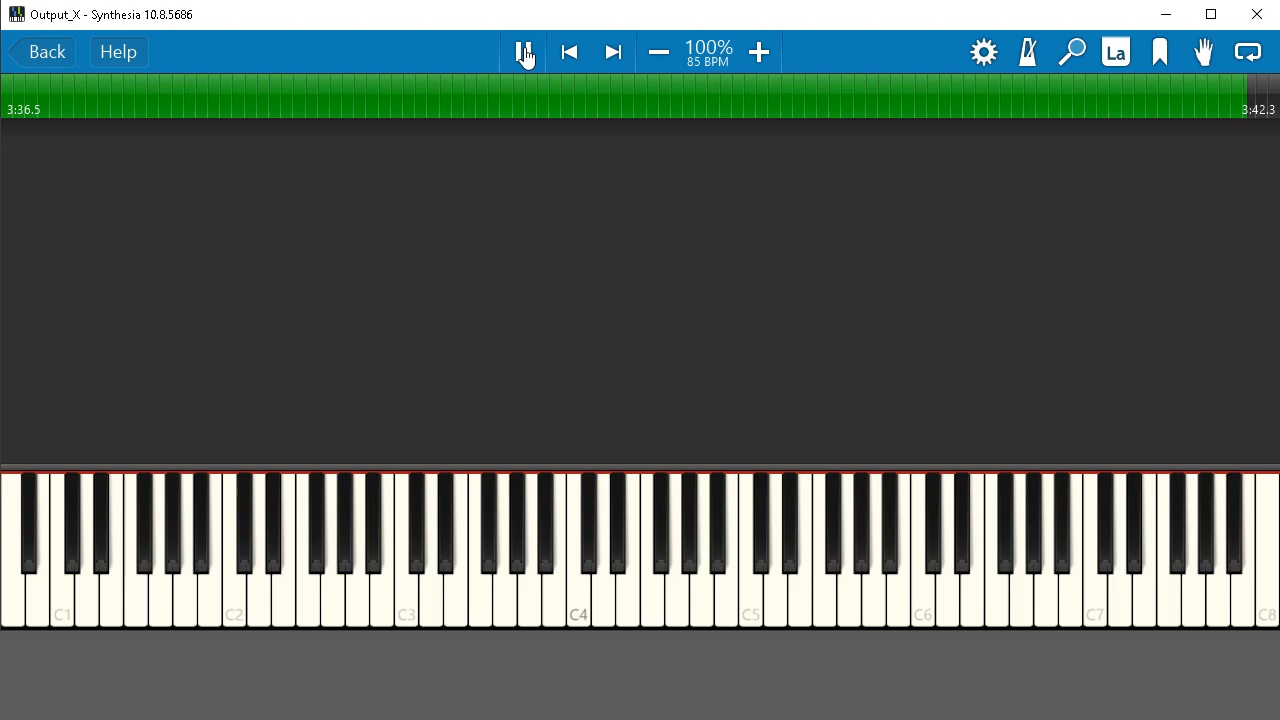 Output_X - Synthesia 10.8.5686
Back
Help
100%
85 BPM
La
3:36.5
3:42.3
C1
C2
C3
C4
C5
C6
C7
C8